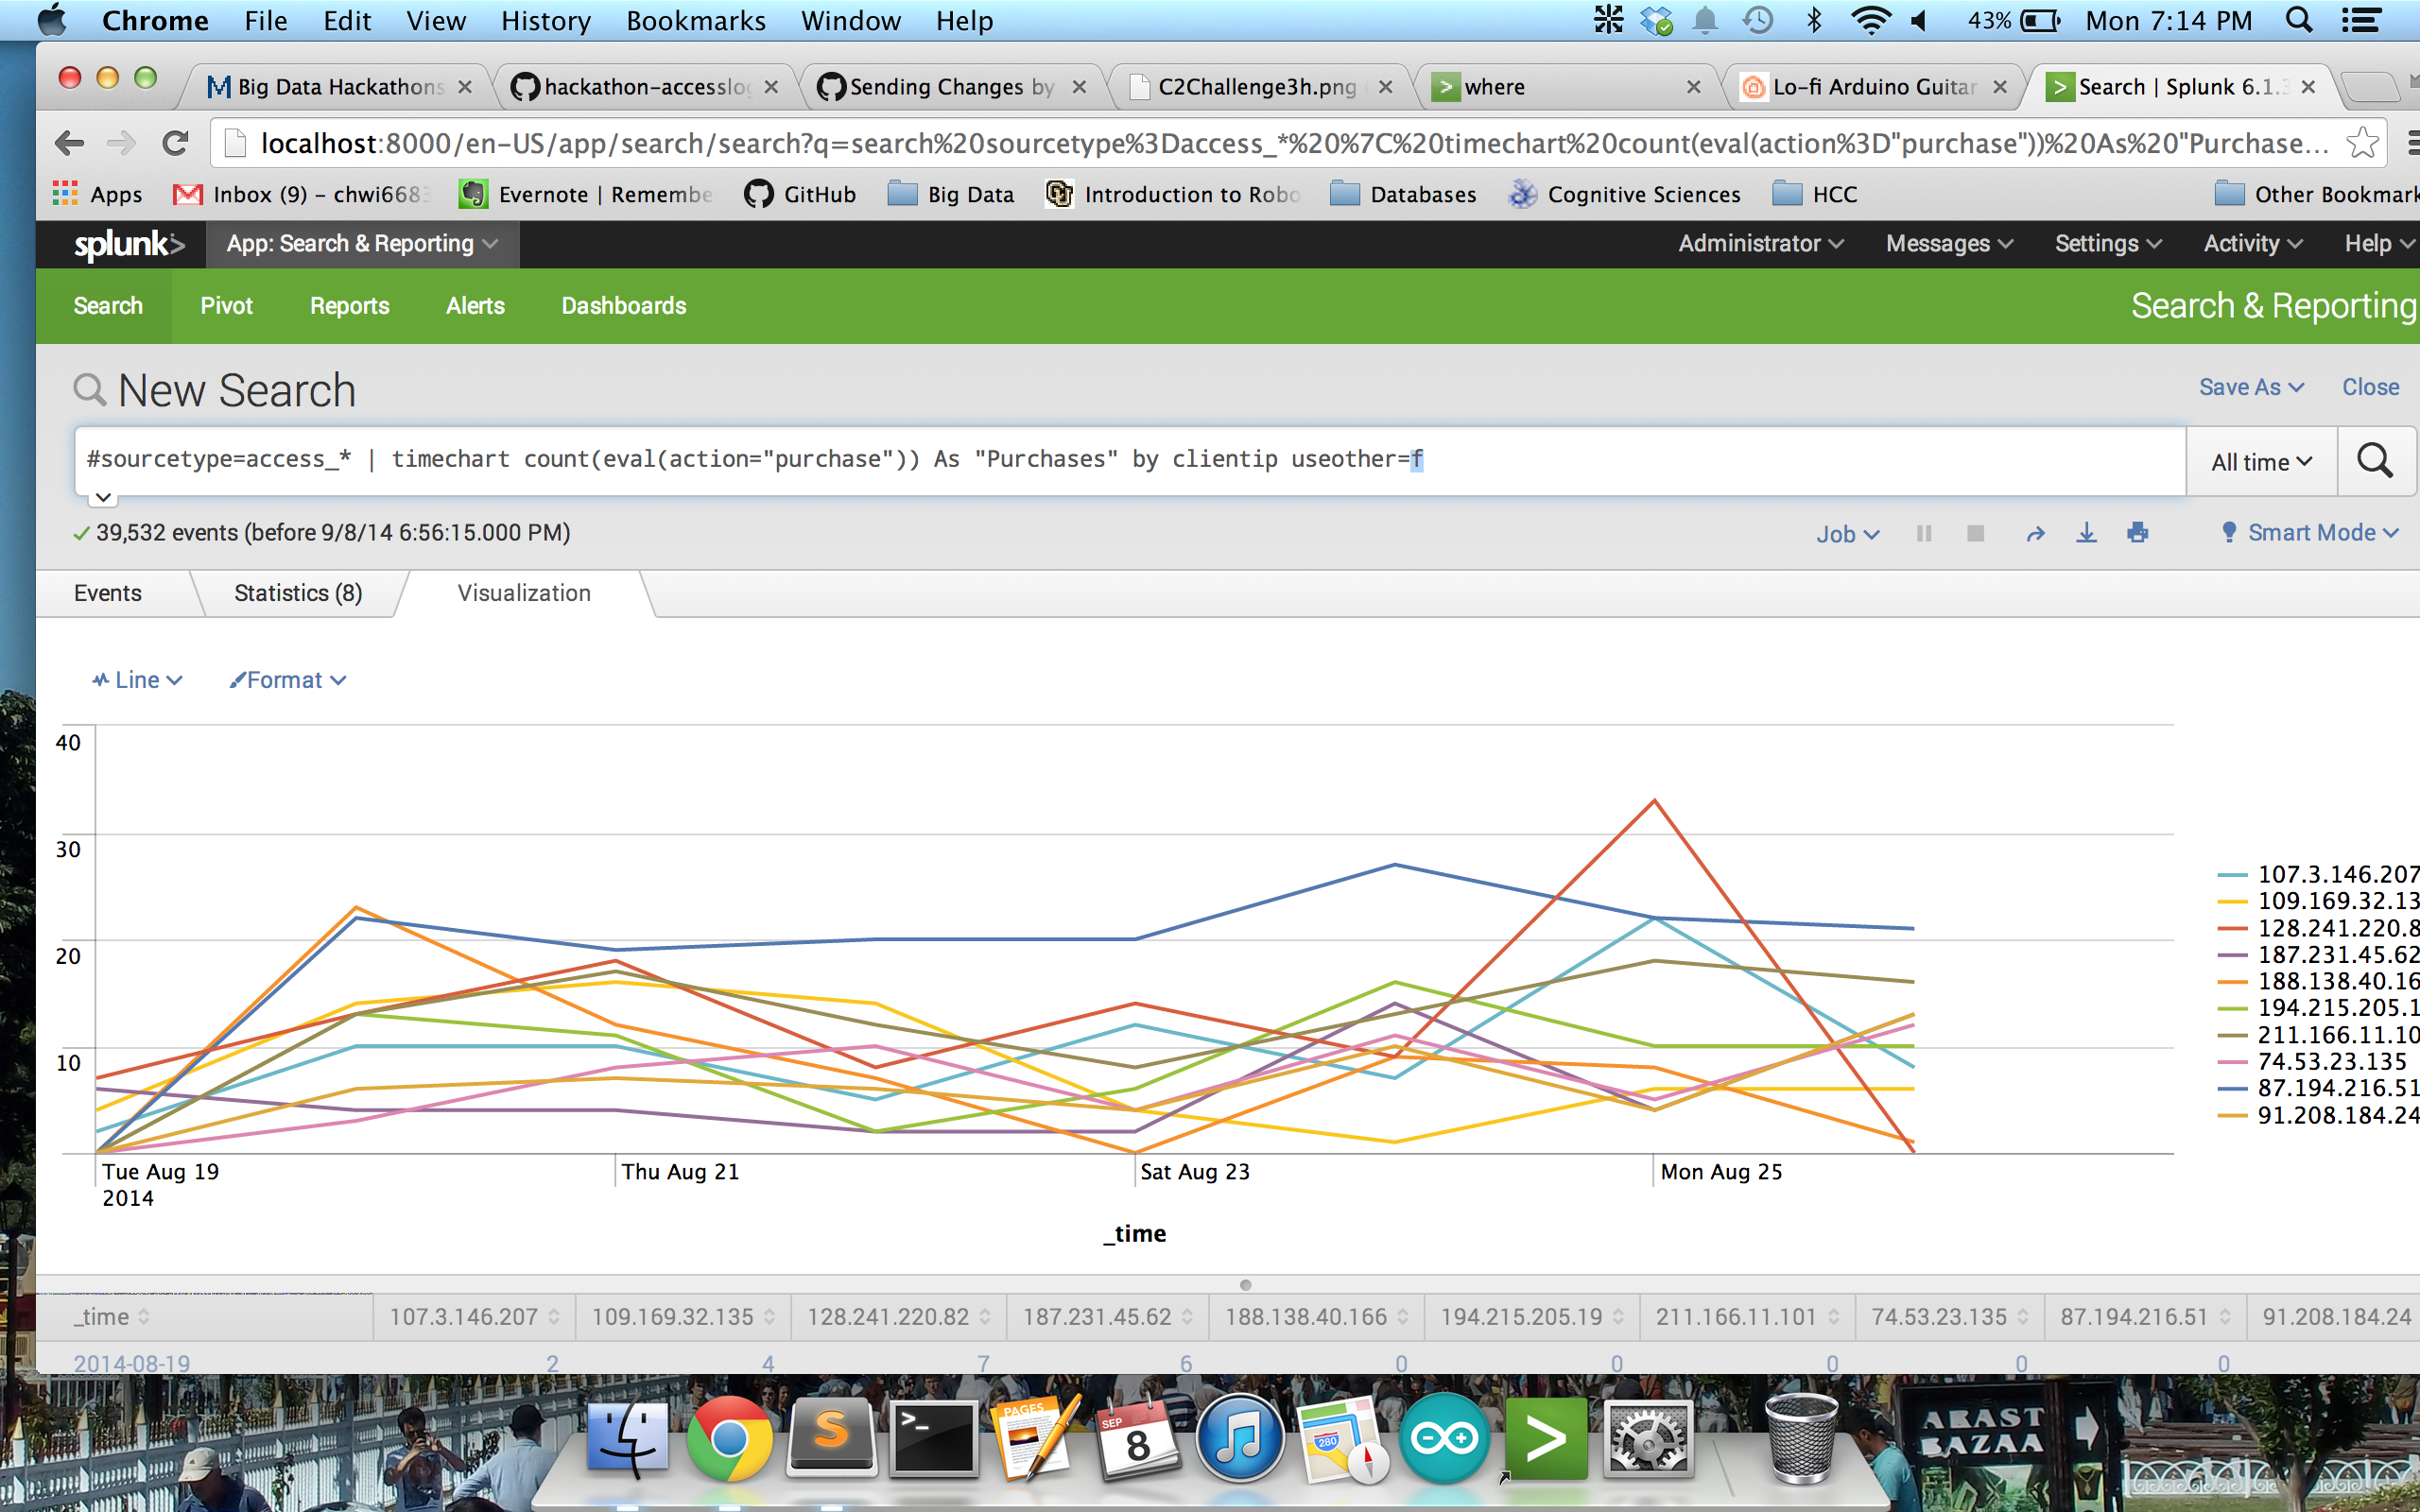 Chrome File Edit View History Bookmarks Window Help 43% Mon 7:14 PM
Big Data Hackathons hackathon-accesslog Sending Changes by C2Challenge3h.png where Lo-fi Arduino Guitar Search | Splunk 6.1.3
localhost:8000/en-US/app/search/search?q=search%20sourcetype%3Daccess_*%20%7C%20timechart%20count(eval(action%3D"purchase"))%20As%20"Purchase...
Apps Inbox (9) – chwi6683 Evernote | Remembe GitHub Big Data Introduction to Robo Databases Cognitive Sciences HCC Other Bookmark
splunk> App: Search & Reporting Administrator Messages Settings Activity Help
Search Pivot Reports Alerts Dashboards Search & Reporting
New Search Save As Close
#sourcetype=access_* | timechart count(eval(action="purchase")) As "Purchases" by clientip useother=f All time
39,532 events (before 9/8/14 6:56:15.000 PM) Job Smart Mode
Events Statistics (8) Visualization
Line Format
40
30
20
10
107.3.146.207
109.169.32.13
128.241.220.8
187.231.45.62
188.138.40.16
194.215.205.1
211.166.11.10
74.53.23.135
87.194.216.51
91.208.184.24
Tue Aug 19 Thu Aug 21 Sat Aug 23 Mon Aug 25
2014
_time
_time 107.3.146.207 109.169.32.135 128.241.220.82 187.231.45.62 188.138.40.166 194.215.205.19 211.166.11.101 74.53.23.135 87.194.216.51 91.208.184.24
2014-08-19 2 4 7 6 0 0 0 0 0
PAGES
SEP
8
280
AKAST
BAZAA